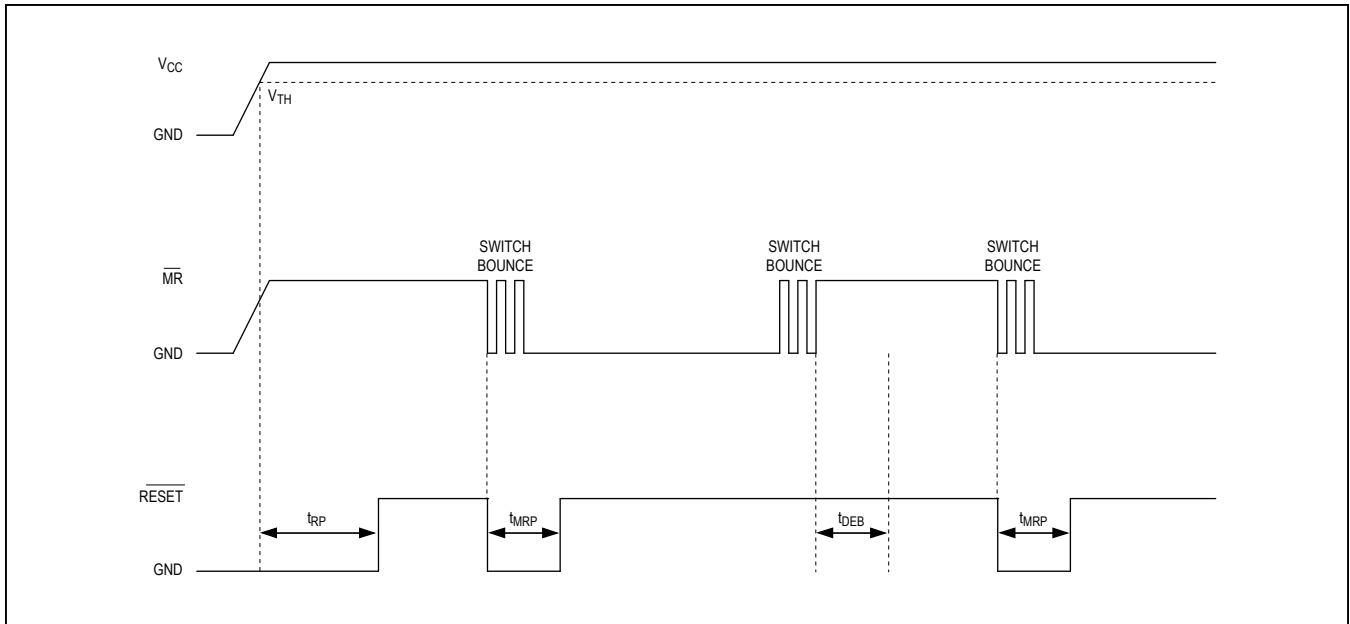 VCC
VTH
GND
SWITCH
BOUNCE
SWITCH
BOUNCE
SWITCH
BOUNCE
MR
GND
RESET
tRP
tMRP
tDEB
tMRP
GND